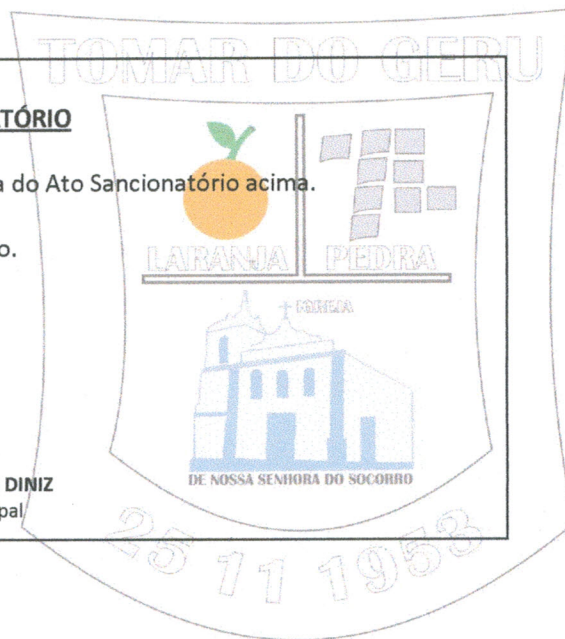 TOMAR DO GERU
ATÓRIO
a do Ato Sancionatório acima.
o.
LARANJA
PEDRA
IGREJA
DE NOSSA SENHORA DO SOCORRO
DINIZ
pal
25 11 1953